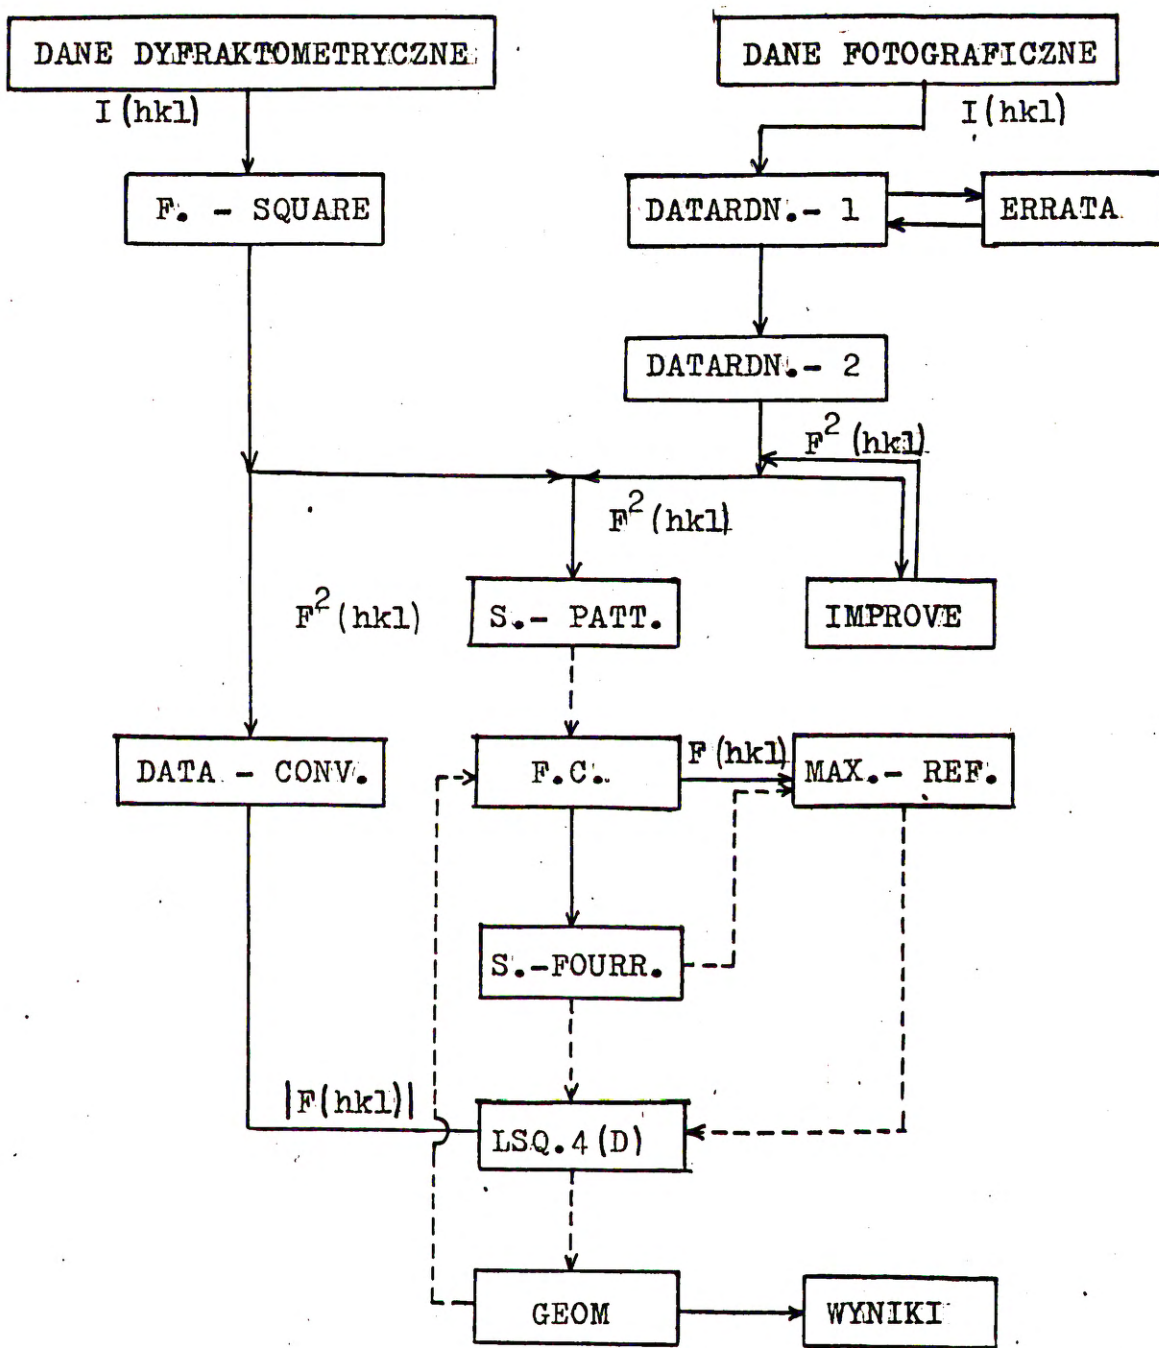 DANE DYFRAKTOMETRYCZNE
DANE FOTOGRAFICZNE
I(hkl)
I(hkl)
F. - SQUARE
DATARDN.- 1
ERRATA
DATARDN.- 2
F²(hkl)
F²(hkl)
F²(hkl)
S.- PATT.
IMPROVE
DATA - CONV.
F.C.
F(hkl)
MAX.- REF.
S.-FOURR.
|F(hkl)|
LSQ.4(D)
GEOM
WYNIKI